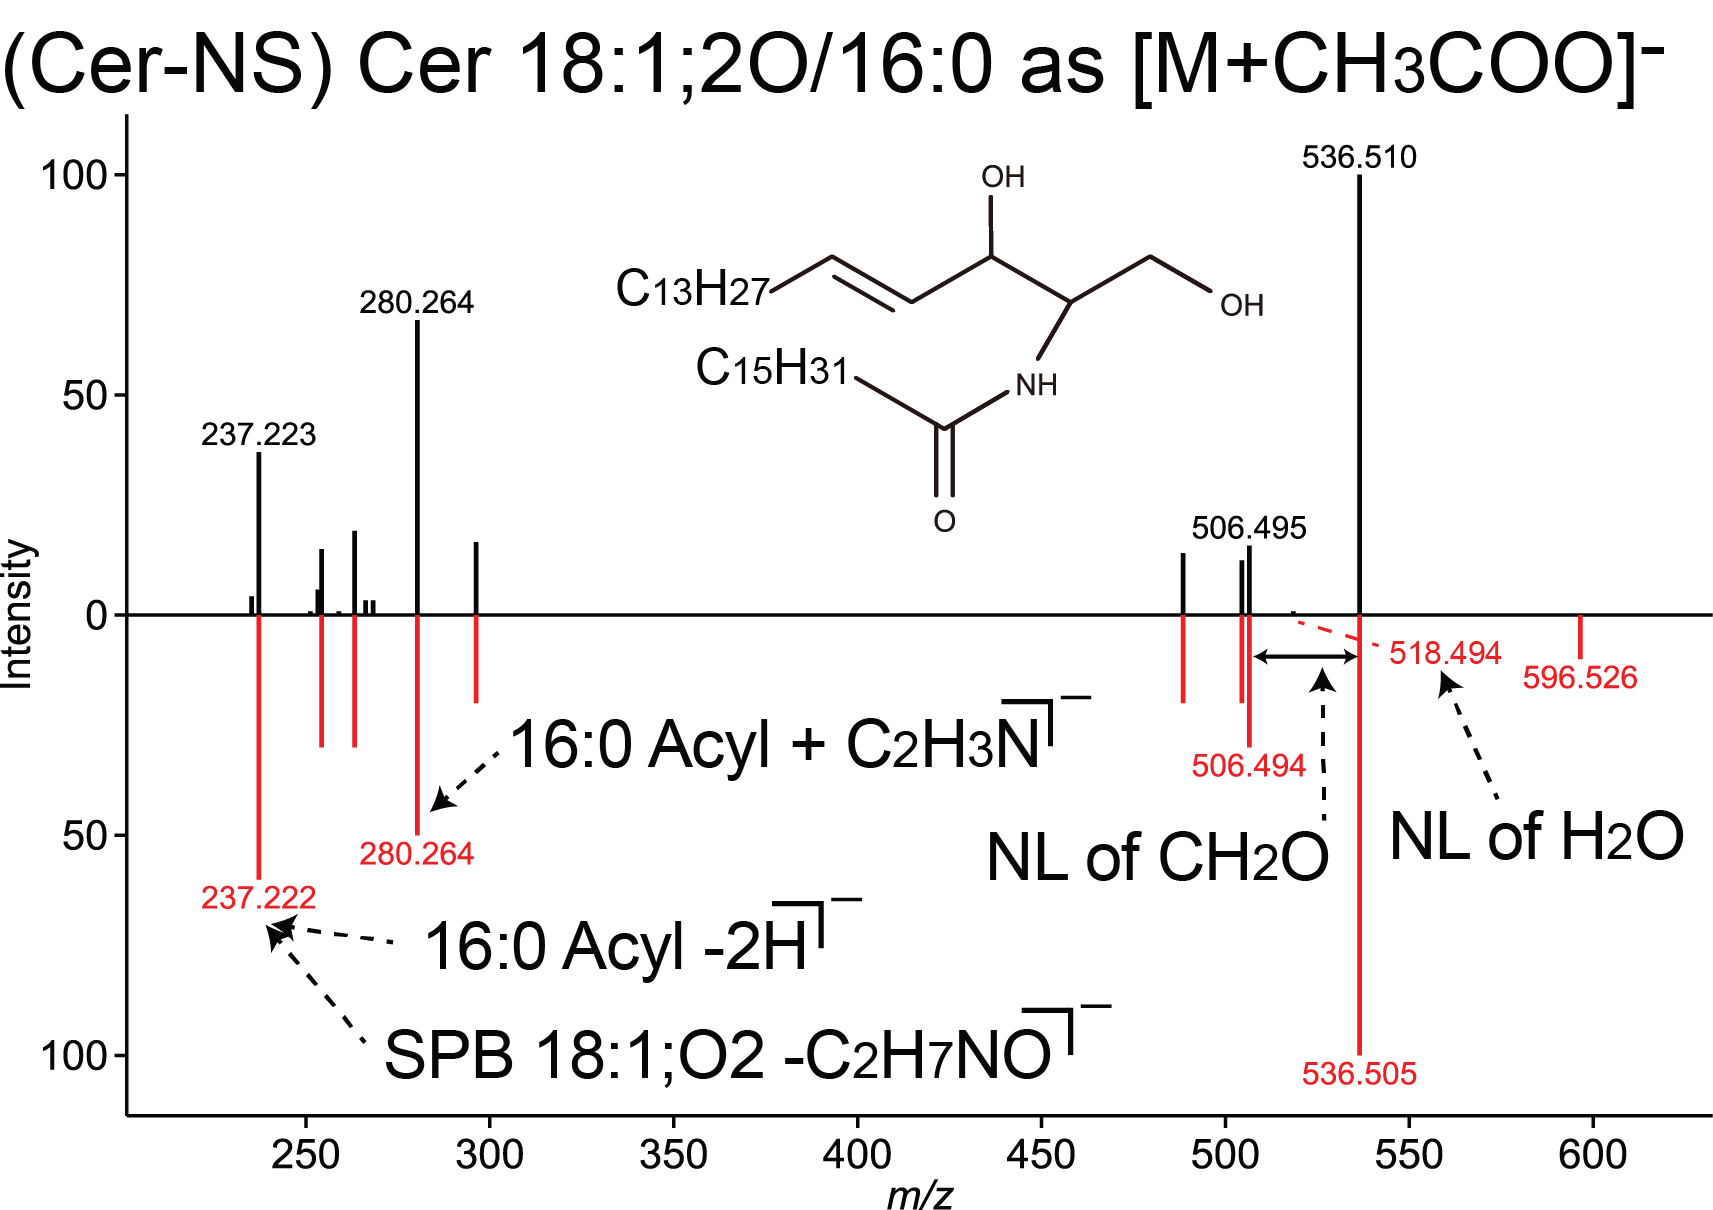 (Cer-NS) Cer 18:1;2O/16:0 as [M+CH3COO]−
536.510
100
OH
280.264
C13H27
OH
C15H31
NH
50
237.223
O
506.495
Intensity
0
518.494
596.526
16:0 Acyl + C2H3N −
506.494
NL of CH2O
NL of H2O
50
280.264
237.222
16:0 Acyl -2H −
SPB 18:1;O2 -C2H7NO −
100
536.505
250 300 350 400 450 500 550 600
m/z